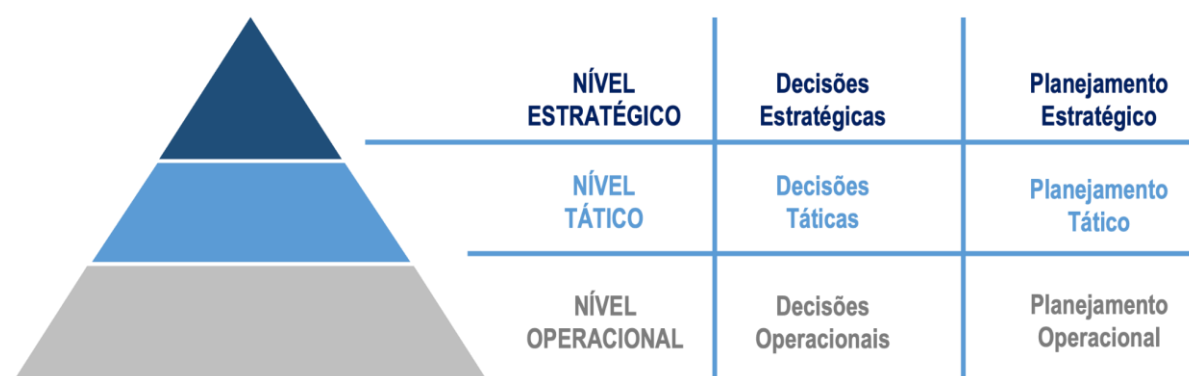 NÍVEL
ESTRATÉGICO
Decisões
Estratégicas
Planejamento
Estratégico
NÍVEL
TÁTICO
Decisões
Táticas
Planejamento
Tático
NÍVEL
OPERACIONAL
Decisões
Operacionais
Planejamento
Operacional